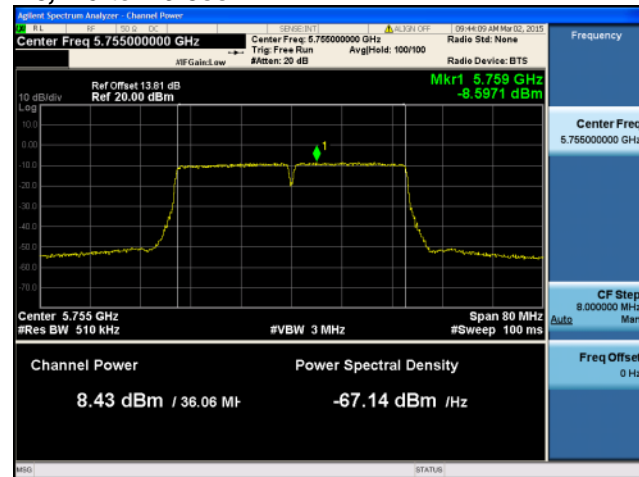 Agilent Spectrum Analyzer - Channel Power
RL RF 50 Ω DC SENSE:INT ALIGN OFF 09:44:09 AM Mar 02, 2015
Center Freq 5.755000000 GHz
Center Freq: 5.755000000 GHz
Radio Std: None
Frequency
Trig: Free Run Avg|Hold: 100/100
#IFGain:Low #Atten: 20 dB Radio Device: BTS
Ref Offset 13.81 dB
Mkr1 5.759 GHz
10 dB/div Ref 20.00 dBm
-8.5971 dBm
Log
10.0
0.00
-10.0
-20.0
-30.0
-40.0
-50.0
-60.0
-70.0
1
Center Freq
5.755000000 GHz
Center 5.755 GHz
Span 80 MHz
#Res BW 510 kHz
#VBW 3 MHz
#Sweep 100 ms
CF Step
8.000000 MHz
Auto Man
Channel Power
Power Spectral Density
8.43 dBm / 36.06 MH
-67.14 dBm /Hz
Freq Offset
0 Hz
MSG
STATUS